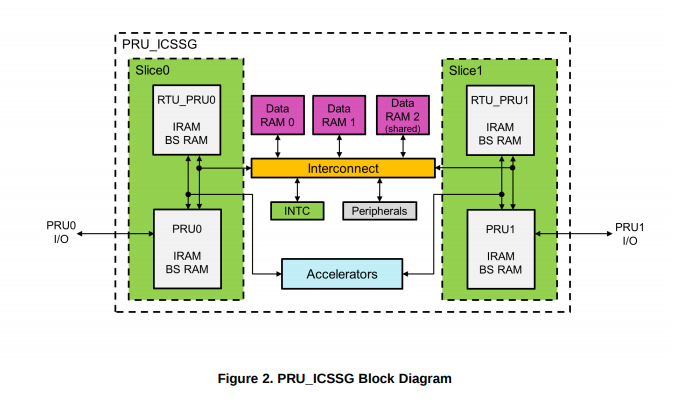 PRU_ICSSG
Slice0
RTU_PRU0
IRAM
BS RAM
PRU0
IRAM
BS RAM
PRU0
I/O
Data
RAM 0
Data
RAM 1
Data
RAM 2
(shared)
Interconnect
INTC
Peripherals
Accelerators
Slice1
RTU_PRU1
IRAM
BS RAM
PRU1
IRAM
BS RAM
PRU1
I/O
Figure 2. PRU_ICSSG Block Diagram